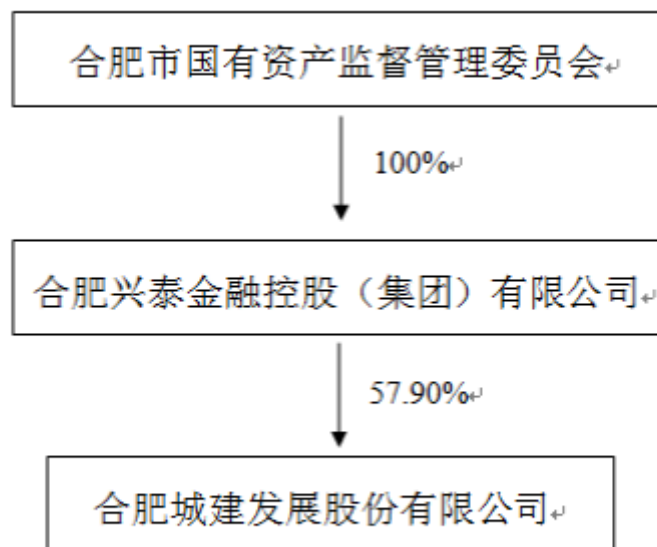 合肥市国有资产监督管理委员会
100%
合肥兴泰金融控股（集团）有限公司
57.90%
合肥城建发展股份有限公司